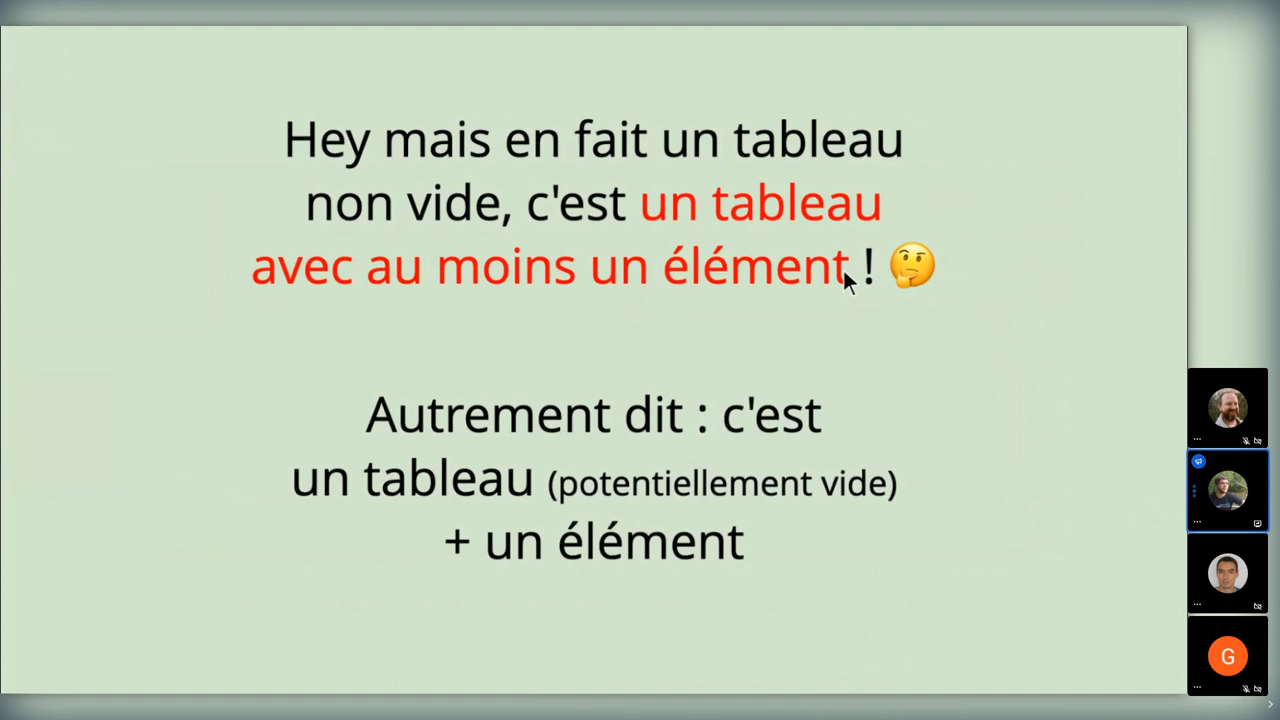 Hey mais en fait un tableau
non vide, c'est un tableau
avec au moins un élément ! 🤔
Autrement dit : c'est
un tableau (potentiellement vide)
+ un élément
G